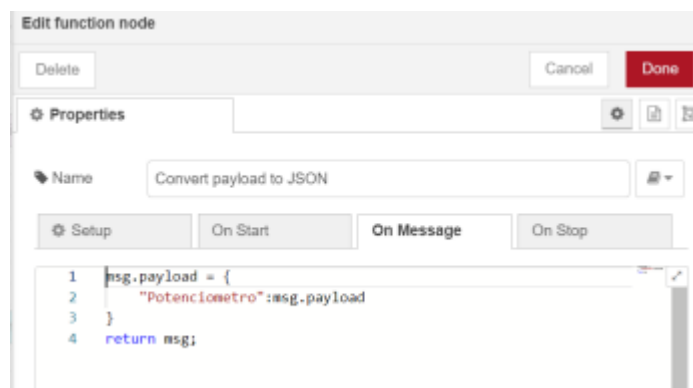 Edit function node
Delete
Cancel
Done
Properties
Name
Convert payload to JSON
Setup
On Start
On Message
On Stop
1 msg.payload = {
2 "Potenciometro":msg.payload
3 }
4 return msg;